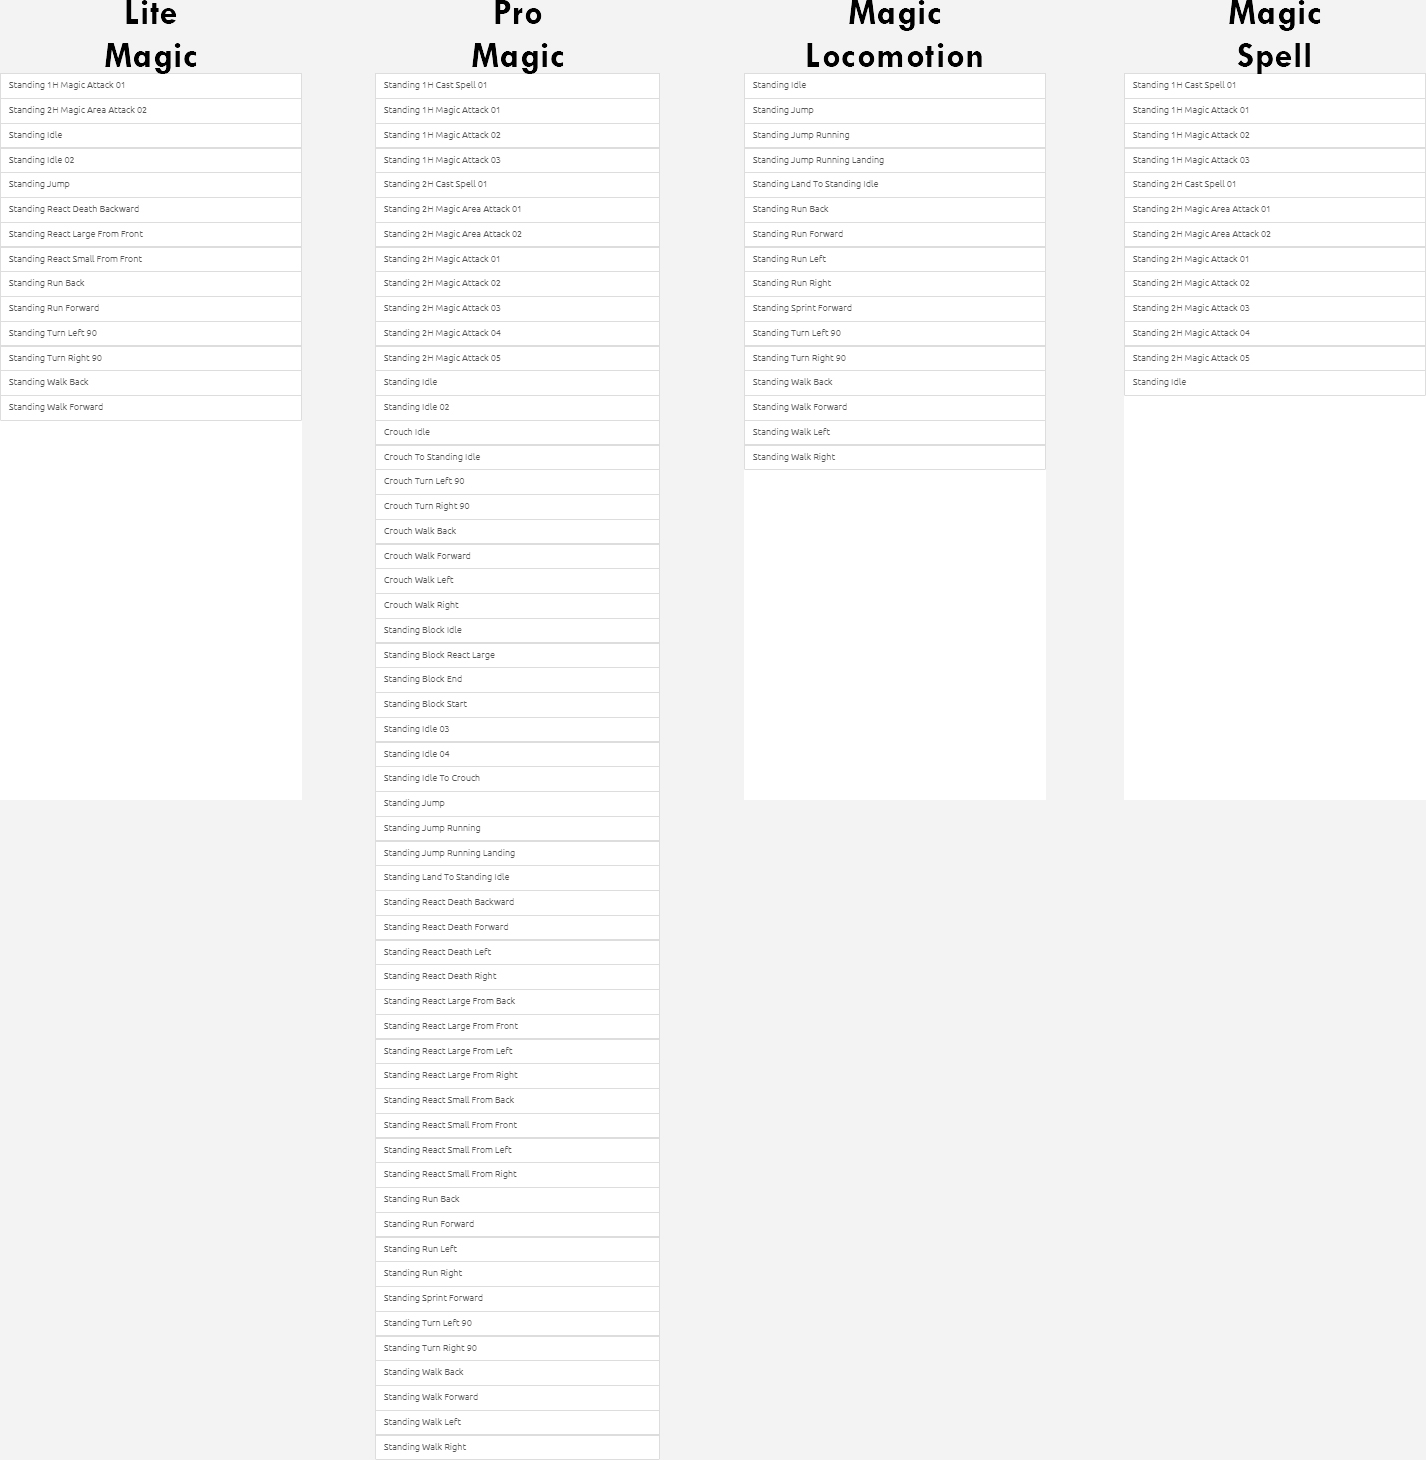 Lite
Magic
Standing 1H Magic Attack 01
Standing 2H Magic Area Attack 02
Standing Idle
Standing Idle 02
Standing Jump
Standing React Death Backward
Standing React Large From Front
Standing React Small From Front
Standing Run Back
Standing Run Forward
Standing Turn Left 90
Standing Turn Right 90
Standing Walk Back
Standing Walk Forward
Pro
Magic
Standing 1H Cast Spell 01
Standing 1H Magic Attack 01
Standing 1H Magic Attack 02
Standing 1H Magic Attack 03
Standing 2H Cast Spell 01
Standing 2H Magic Area Attack 01
Standing 2H Magic Area Attack 02
Standing 2H Magic Attack 01
Standing 2H Magic Attack 02
Standing 2H Magic Attack 03
Standing 2H Magic Attack 04
Standing 2H Magic Attack 05
Standing Idle
Standing Idle 02
Crouch Idle
Crouch To Standing Idle
Crouch Turn Left 90
Crouch Turn Right 90
Crouch Walk Back
Crouch Walk Forward
Crouch Walk Left
Crouch Walk Right
Standing Block Idle
Standing Block React Large
Standing Block End
Standing Block Start
Standing Idle 03
Standing Idle 04
Standing Idle To Crouch
Standing Jump
Standing Jump Running
Standing Jump Running Landing
Standing Land To Standing Idle
Standing React Death Backward
Standing React Death Forward
Standing React Death Left
Standing React Death Right
Standing React Large From Back
Standing React Large From Front
Standing React Large From Left
Standing React Large From Right
Standing React Small From Back
Standing React Small From Front
Standing React Small From Left
Standing React Small From Right
Standing Run Back
Standing Run Forward
Standing Run Left
Standing Run Right
Standing Sprint Forward
Standing Turn Left 90
Standing Turn Right 90
Standing Walk Back
Standing Walk Forward
Standing Walk Left
Standing Walk Right
Magic
Locomotion
Standing Idle
Standing Jump
Standing Jump Running
Standing Jump Running Landing
Standing Land To Standing Idle
Standing Run Back
Standing Run Forward
Standing Run Left
Standing Run Right
Standing Sprint Forward
Standing Turn Left 90
Standing Turn Right 90
Standing Walk Back
Standing Walk Forward
Standing Walk Left
Standing Walk Right
Magic
Spell
Standing 1H Cast Spell 01
Standing 1H Magic Attack 01
Standing 1H Magic Attack 02
Standing 1H Magic Attack 03
Standing 2H Cast Spell 01
Standing 2H Magic Area Attack 01
Standing 2H Magic Area Attack 02
Standing 2H Magic Attack 01
Standing 2H Magic Attack 02
Standing 2H Magic Attack 03
Standing 2H Magic Attack 04
Standing 2H Magic Attack 05
Standing Idle